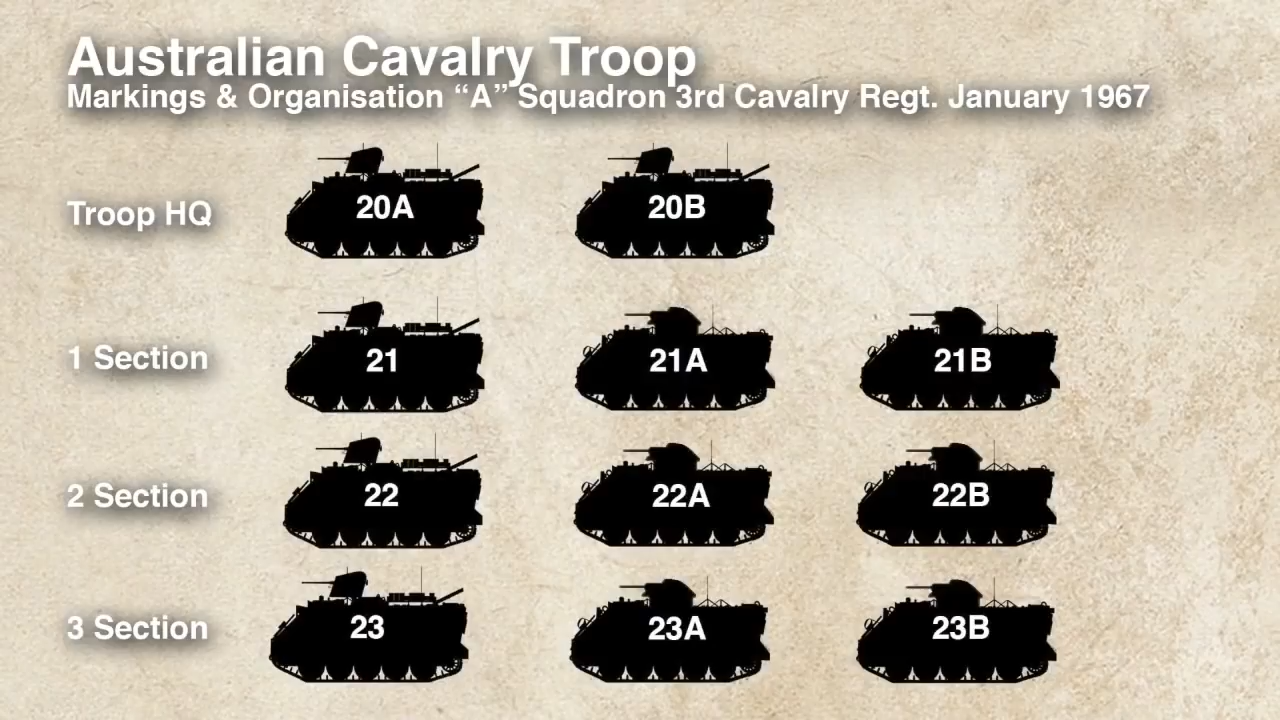 Australian Cavalry Troop
Markings & Organisation “A” Squadron 3rd Cavalry Regt. January 1967
Troop HQ 20A 20B
1 Section 21 21A 21B
2 Section 22 22A 22B
3 Section 23 23A 23B